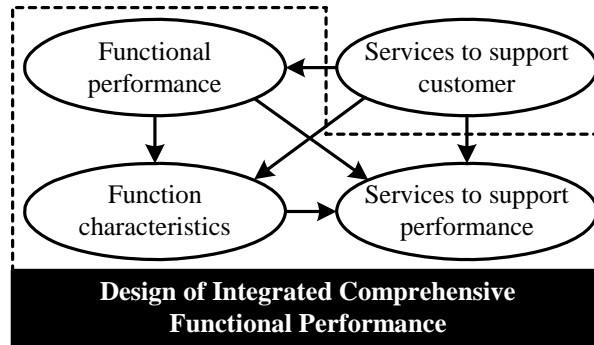 Functional
performance
Services to support
customer
Function
characteristics
Services to support
performance
Design of Integrated Comprehensive
Functional Performance